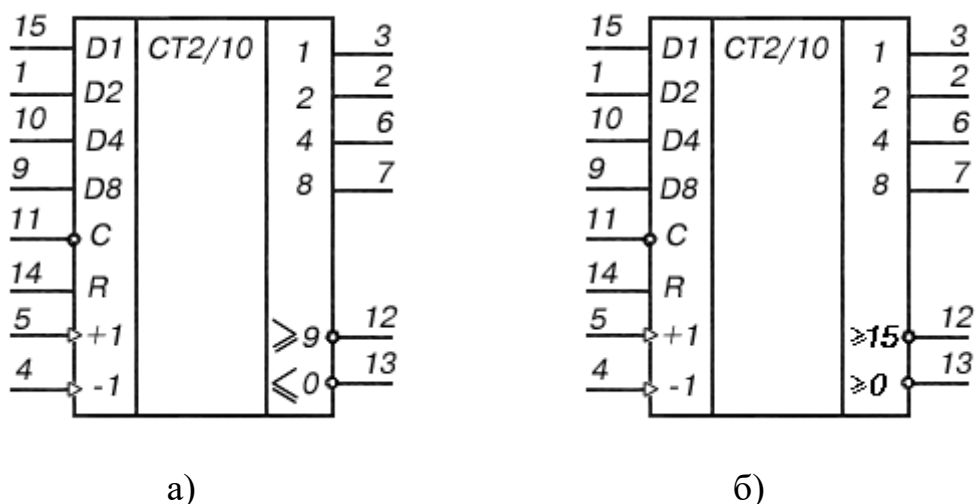 15 D1 CT2/10 1 3
1 D2 2 2
10 D4 4 6
9 D8 8 7
11 C
14 R
5 +1 ⩾9 12
4 -1 ⩽0 13
а)
15 D1 CT2/10 1 3
1 D2 2 2
10 D4 4 6
9 D8 8 7
11 C
14 R
5 +1 ⩾15 12
4 -1 ⩾0 13
б)